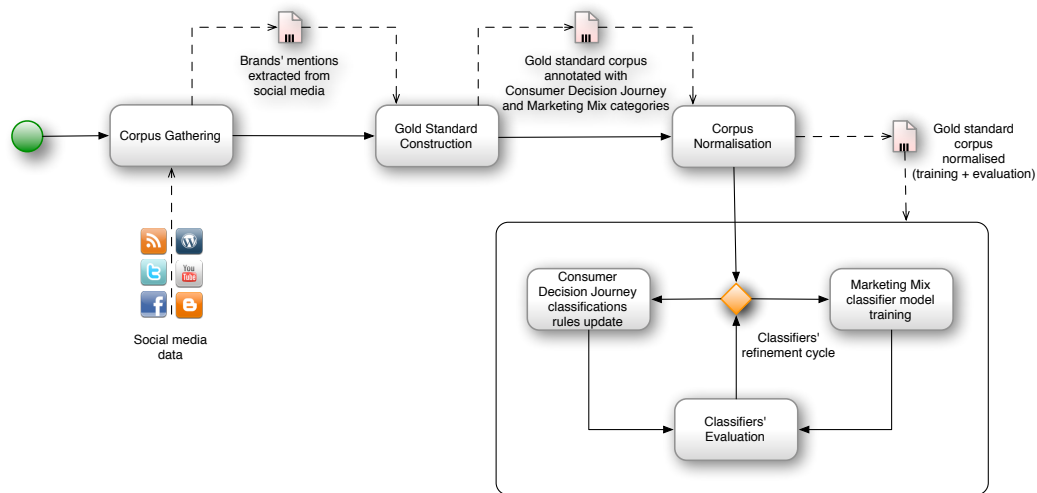 Brands' mentions
extracted from
social media
Gold standard corpus
annotated with
Consumer Decision Journey
and Marketing Mix categories
Corpus Gathering
Gold Standard
Construction
Corpus
Normalisation
Gold standard
corpus
normalised
(training + evaluation)
You
Tube
Social media
data
Consumer
Decision Journey
classifications
rules update
Marketing Mix
classifier model
training
Classifiers'
refinement cycle
Classifiers'
Evaluation